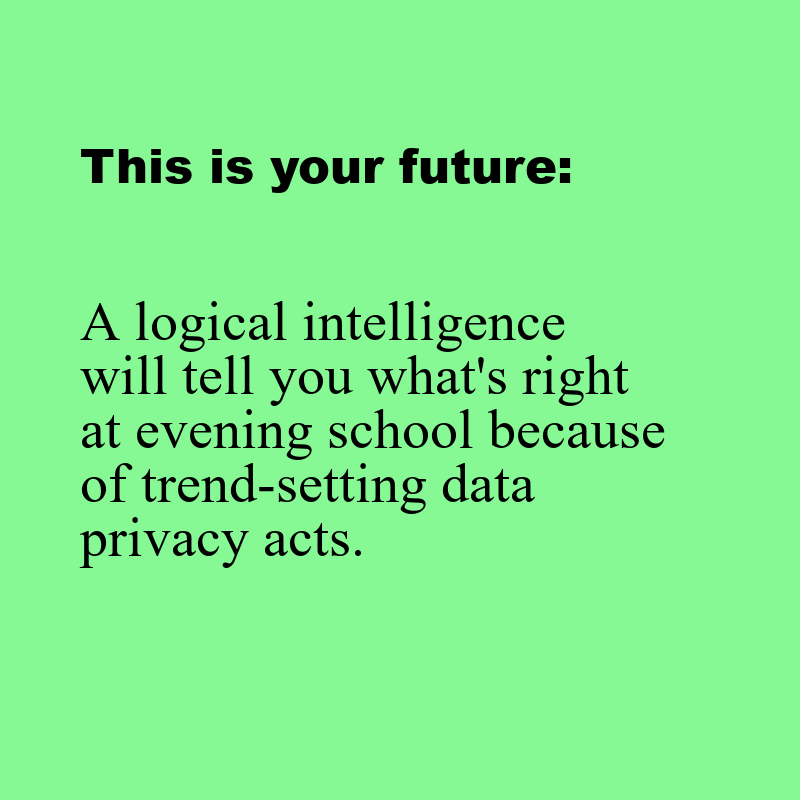 This is your future:
A logical intelligence
will tell you what's right
at evening school because
of trend-setting data
privacy acts.